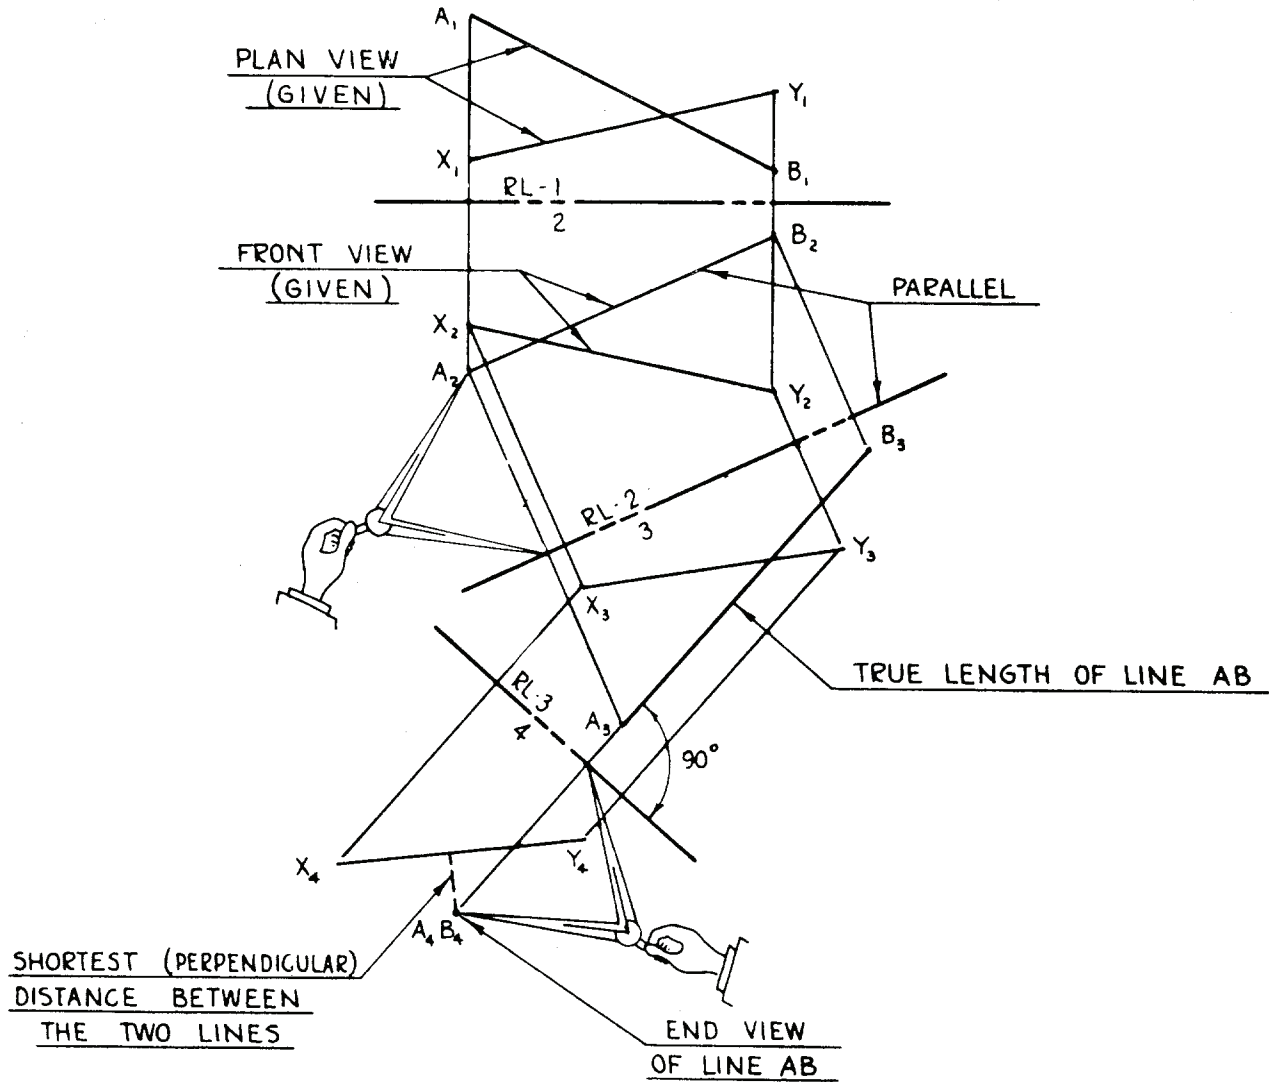 A₁
PLAN VIEW
(GIVEN)
Y₁
X₁
B₁
RL-1
2
B₂
FRONT VIEW
(GIVEN)
PARALLEL
X₂
A₂
Y₂
B₃
RL-2
3
Y₃
X₃
TRUE LENGTH OF LINE AB
RL-3
4
A₃
90°
X₄
Y₄
A₄ B₄
SHORTEST (PERPENDICULAR)
DISTANCE BETWEEN
THE TWO LINES
END VIEW
OF LINE AB